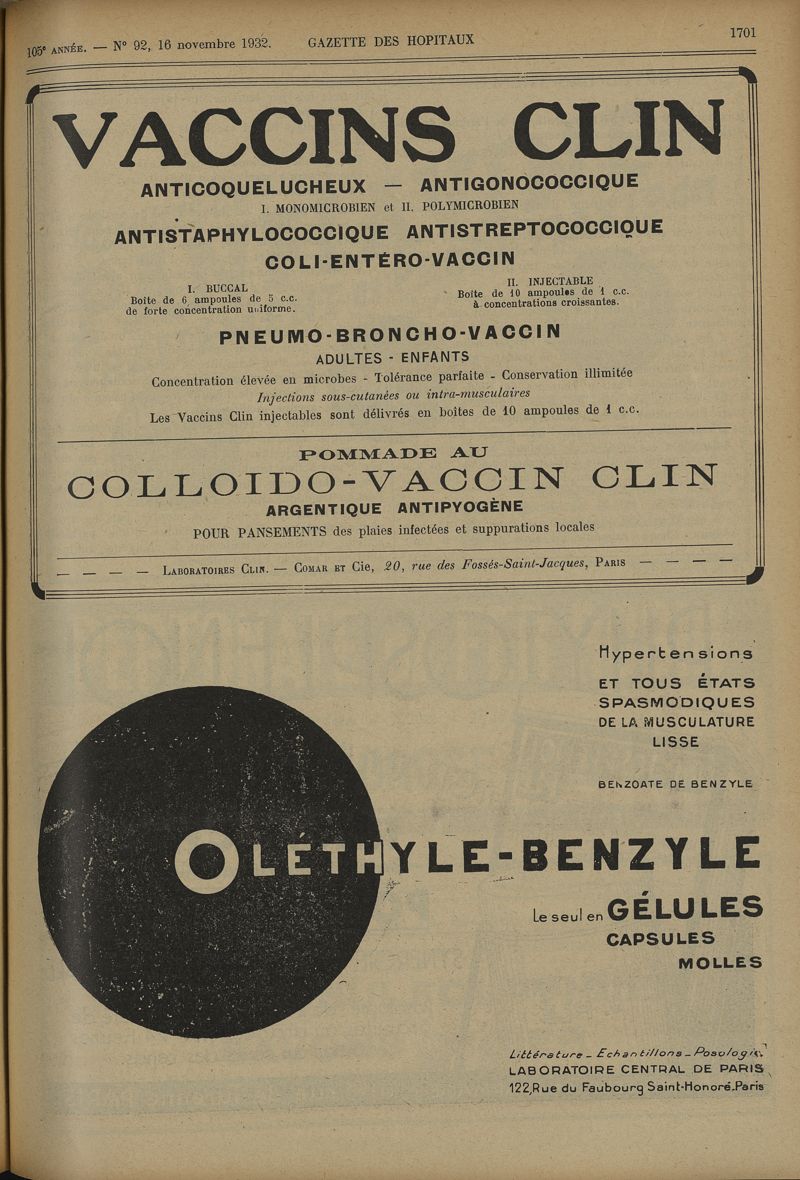 105e ANNÉE. — N° 92, 16 novembre 1932. GAZETTE DES HOPITAUX 1701
VACCINS CLIN
ANTICOQUELUCHEUX — ANTIGONOCOCCIQUE
I. MONOMICROBIEN et II. POLYMICROBIEN
ANTISTAPHYLOCOCCIQUE ANTISTREPTOCOCCIQUE
COLI-ENTÉRO-VACCIN
I. BUCCAL
Boîte de 6 ampoules de 5 c.c.
de forte concentration uniforme.
II. INJECTABLE
Boîte de 10 ampoules de 1 c.c.
à concentrations croissantes.
PNEUMO-BRONCHO-VACCIN
ADULTES - ENFANTS
Concentration élevée en microbes - Tolérance parfaite - Conservation illimitée
Injections sous-cutanées ou intra-musculaires
Les Vaccins Clin injectables sont délivrés en boîtes de 10 ampoules de 1 c.c.
POMMADE AU
COLLOIDO-VACCIN CLIN
ARGENTIQUE ANTIPYOGÈNE
POUR PANSEMENTS des plaies infectées et suppurations locales
— — — — LABORATOIRES CLIN. — COMAR ET Cie, 20, rue des Fossés-Saint-Jacques, PARIS — — — —
Hypertensions
ET TOUS ÉTATS
SPASMODIQUES
DE LA MUSCULATURE
LISSE
BENZOATE DE BENZYLE
OLÉTHYLE-BENZYLE
Le seul en GÉLULES
CAPSULES
MOLLES
Littérature _ Echantillons _ Posologie
LABORATOIRE CENTRAL DE PARIS
122, Rue du Faubourg Saint-Honoré_Paris